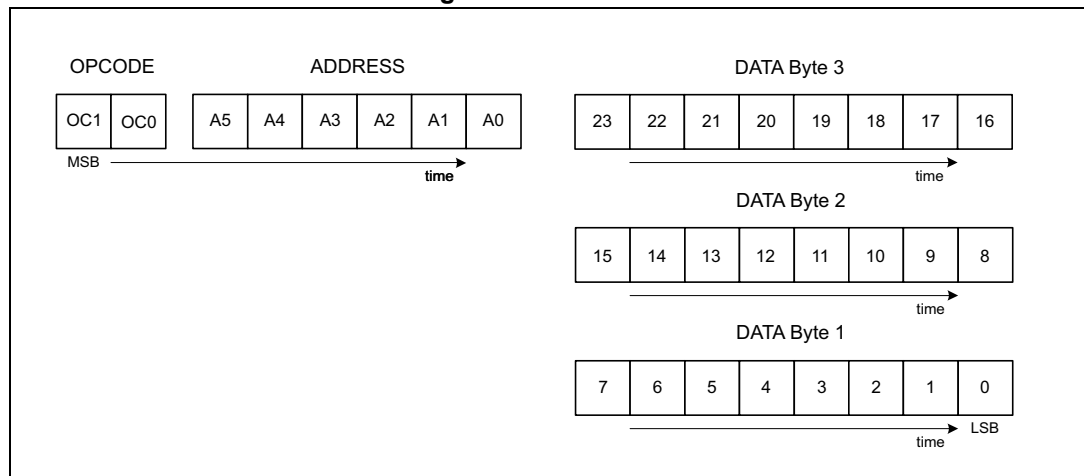 OPCODE ADDRESS DATA Byte 3
OC1 OC0 A5 A4 A3 A2 A1 A0 23 22 21 20 19 18 17 16
MSB time time
DATA Byte 2
15 14 13 12 11 10 9 8
time
DATA Byte 1
7 6 5 4 3 2 1 0
time LSB